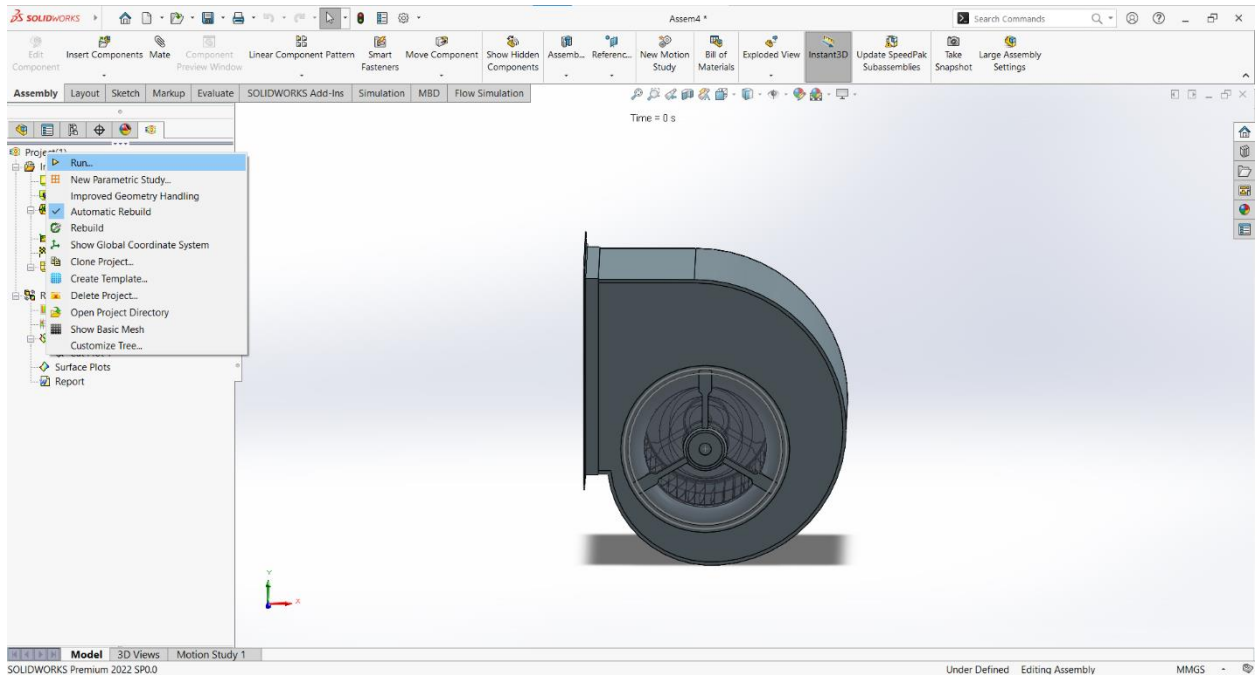 SOLIDWORKS
Assem4 *
Search Commands
Edit Component
Insert Components
Mate
Component Preview Window
Linear Component Pattern
Smart Fasteners
Move Component
Show Hidden Components
Assemb...
Referenc...
New Motion Study
Bill of Materials
Exploded View
Instant3D
Update SpeedPak Subassemblies
Take Snapshot
Large Assembly Settings
Assembly Layout Sketch Markup Evaluate SOLIDWORKS Add-Ins Simulation MBD Flow Simulation
Time = 0 s
Run...
New Parametric Study...
Improved Geometry Handling
Automatic Rebuild
Rebuild
Show Global Coordinate System
Clone Project...
Create Template...
Delete Project...
Open Project Directory
Show Basic Mesh
Customize Tree...
Surface Plots
Report
Y
X
Model 3D Views Motion Study 1
SOLIDWORKS Premium 2022 SP0.0
Under Defined Editing Assembly MMGS